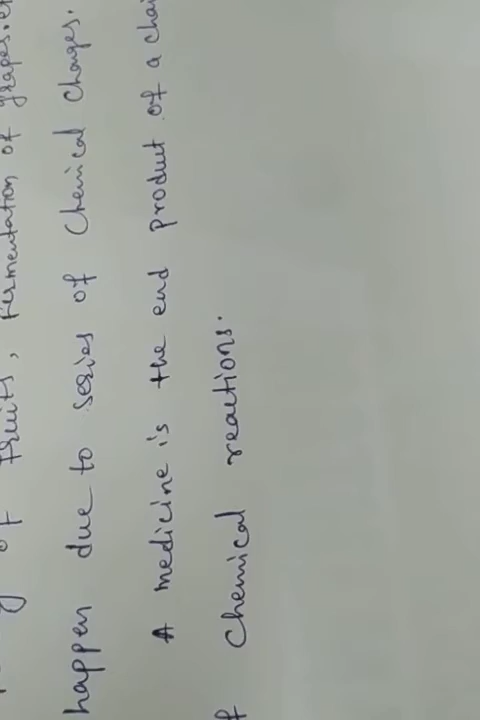 of fruits, fermentation of grapes.
happen due to series of Chemical Changes.
A medicine is the end product of a chai
f Chemical reactions.